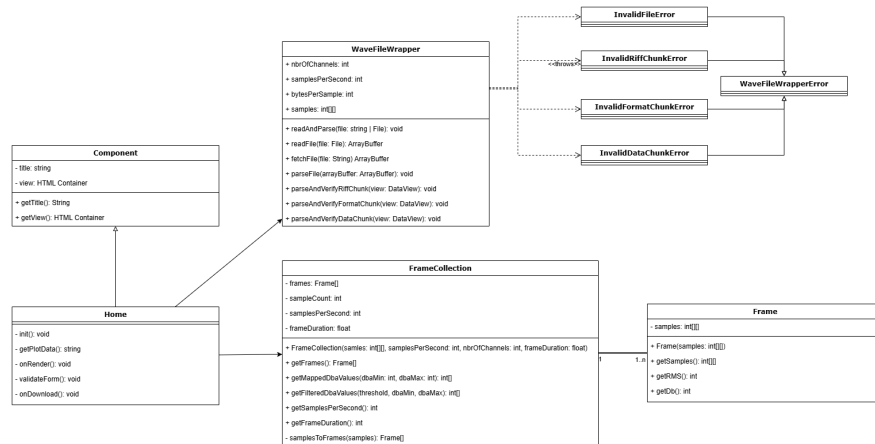 InvalidFileError
WaveFileWrapper
+ nbrOfChannels: int
+ samplesPerSecond: int
+ bytesPerSample: int
+ samples: int[][]
+ readAndParse(file: string | File): void
+ readFile(file: File): ArrayBuffer
+ fetchFile(file: String) ArrayBuffer
+ parseFile(arrayBuffer: ArrayBuffer): void
+ parseAndVerifyRiffChunk(view: DataView): void
+ parseAndVerifyFormatChunk(view: DataView): void
+ parseAndVerifyDataChunk(view: DataView): void
InvalidRiffChunkError
<<throws>>
WaveFileWrapperError
InvalidFormatChunkError
InvalidDataChunkError
Component
- title: string
- view: HTML Container
+ getTitle(): String
+ getView(): HTML Container
Home
- init(): void
- getPlotData(): string
- onRender(): void
- validateForm(): void
- onDownload(): void
FrameCollection
- frames: Frame[]
- sampleCount: int
- samplesPerSecond: int
- frameDuration: float
+ FrameCollection(samles: int[][], samplesPerSecond: int, nbrOfChannels: int, frameDuration: float)
+ getFrames(): Frame[]
+ getMappedDbaValues(dbaMin: int, dbaMax: int): int[]
+ getFilteredDbaValues(threshold, dbaMin, dbaMax): int[]
+ getSamplesPerSecond(): int
+ getFrameDuration(): int
- samplesToFrames(samples): Frame[]
1
1..n
Frame
- samples: int[][]
+ Frame(samples: int[][])
+ getSamples(): int[][]
+ getRMS(): int
+ getDb(): int